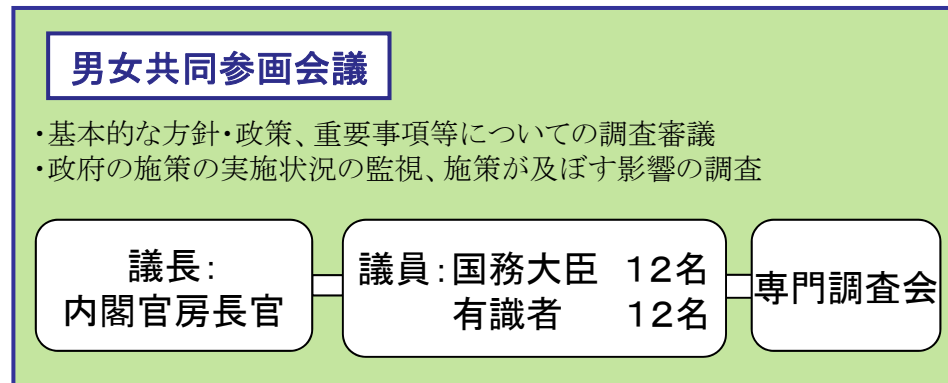 男女共同参画会議
・基本的な方針・政策、重要事項等についての調査審議
・政府の施策の実施状況の監視、施策が及ぼす影響の調査
議長：
内閣官房長官
議員：国務大臣　１２名
有識者　１２名
専門調査会